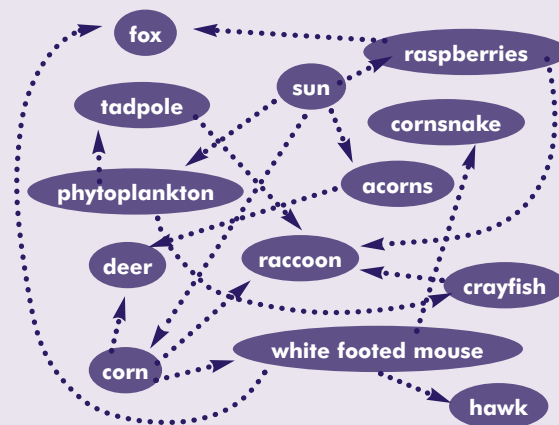 fox
raspberries
sun
tadpole
cornsnake
phytoplankton
acorns
deer
raccoon
crayfish
corn
white footed mouse
hawk